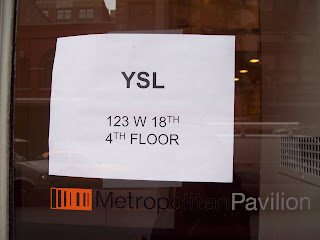 YSL
123 W 18TH
4TH FLOOR
Metropolitan Pavilion